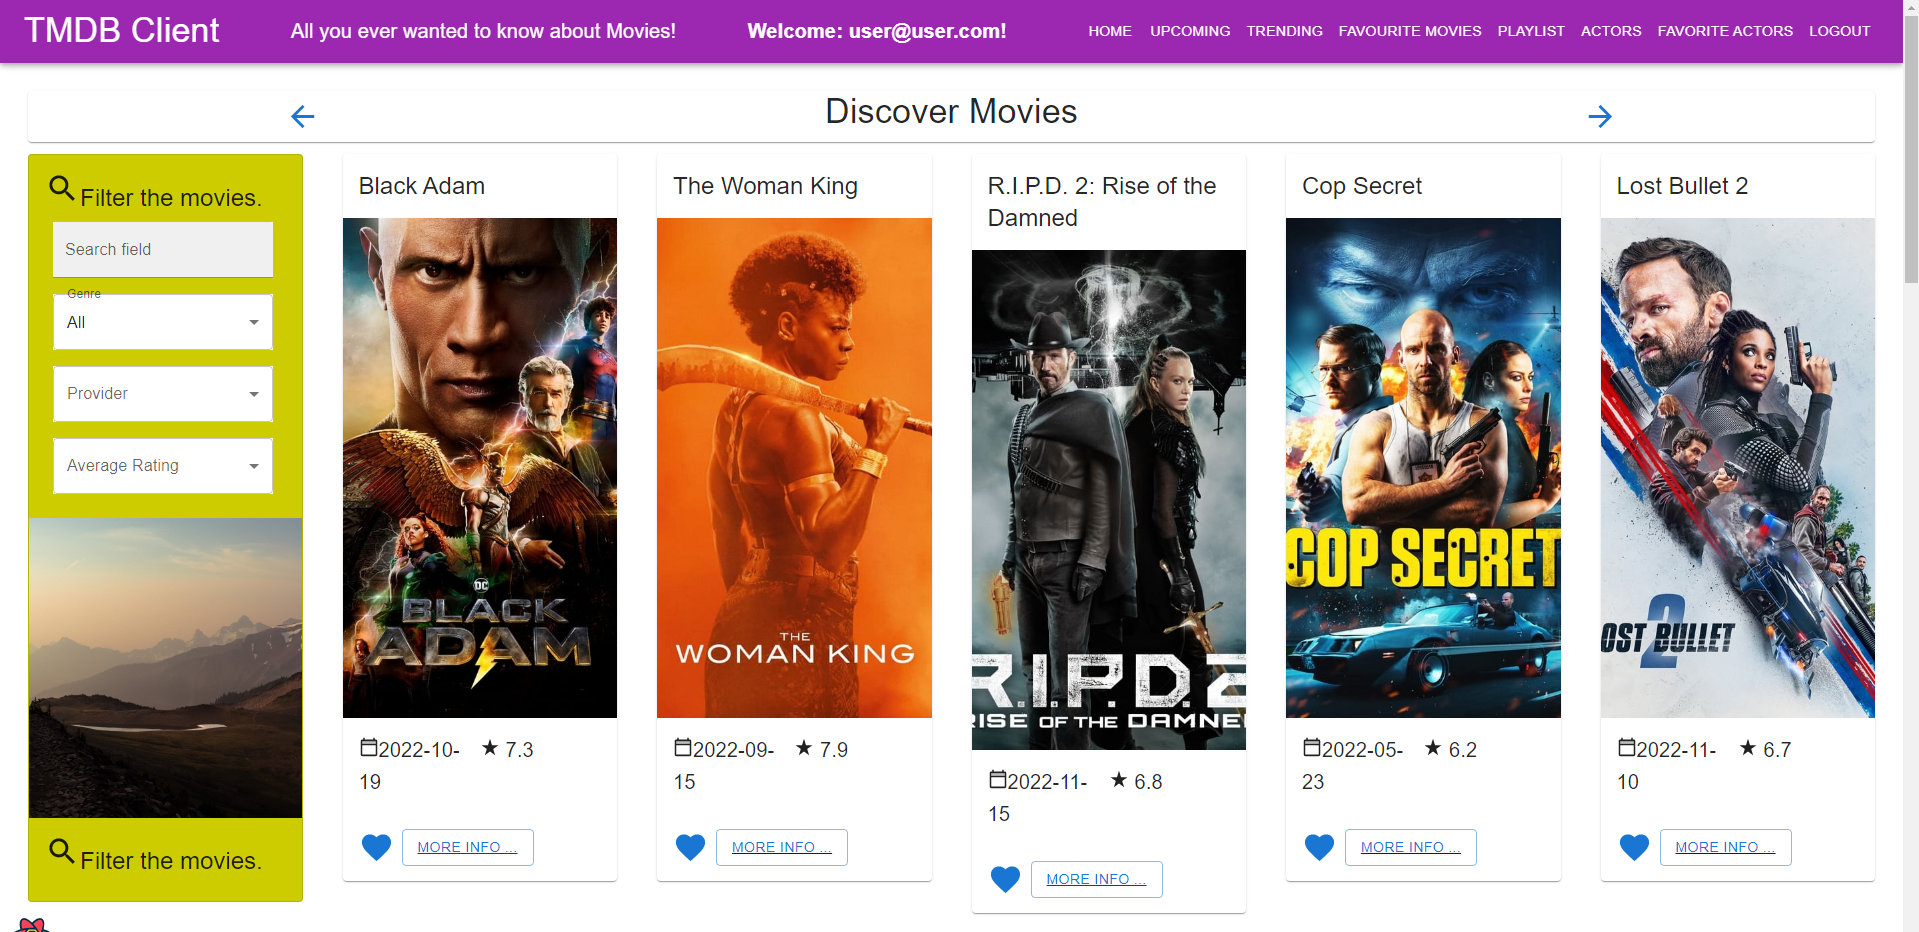 TMDB Client
All you ever wanted to know about Movies!
Welcome: user@user.com!
HOME
UPCOMING
TRENDING
FAVOURITE MOVIES
PLAYLIST
ACTORS
FAVORITE ACTORS
LOGOUT
Discover Movies
Filter the movies.
Search field
Genre
All
Provider
Average Rating
Filter the movies.
Black Adam
DC
BLACK
ADAM
2022-10-
19
7.3
MORE INFO ...
The Woman King
THE
WOMAN KING
2022-09-
15
7.9
MORE INFO ...
R.I.P.D. 2: Rise of the
Damned
R.I.P.D.2
RISE OF THE DAMNE
2022-11-
15
6.8
MORE INFO ...
Cop Secret
COP SECRET
2022-05-
23
6.2
MORE INFO ...
Lost Bullet 2
2
OST BULLET
2022-11-
10
6.7
MORE INFO ...